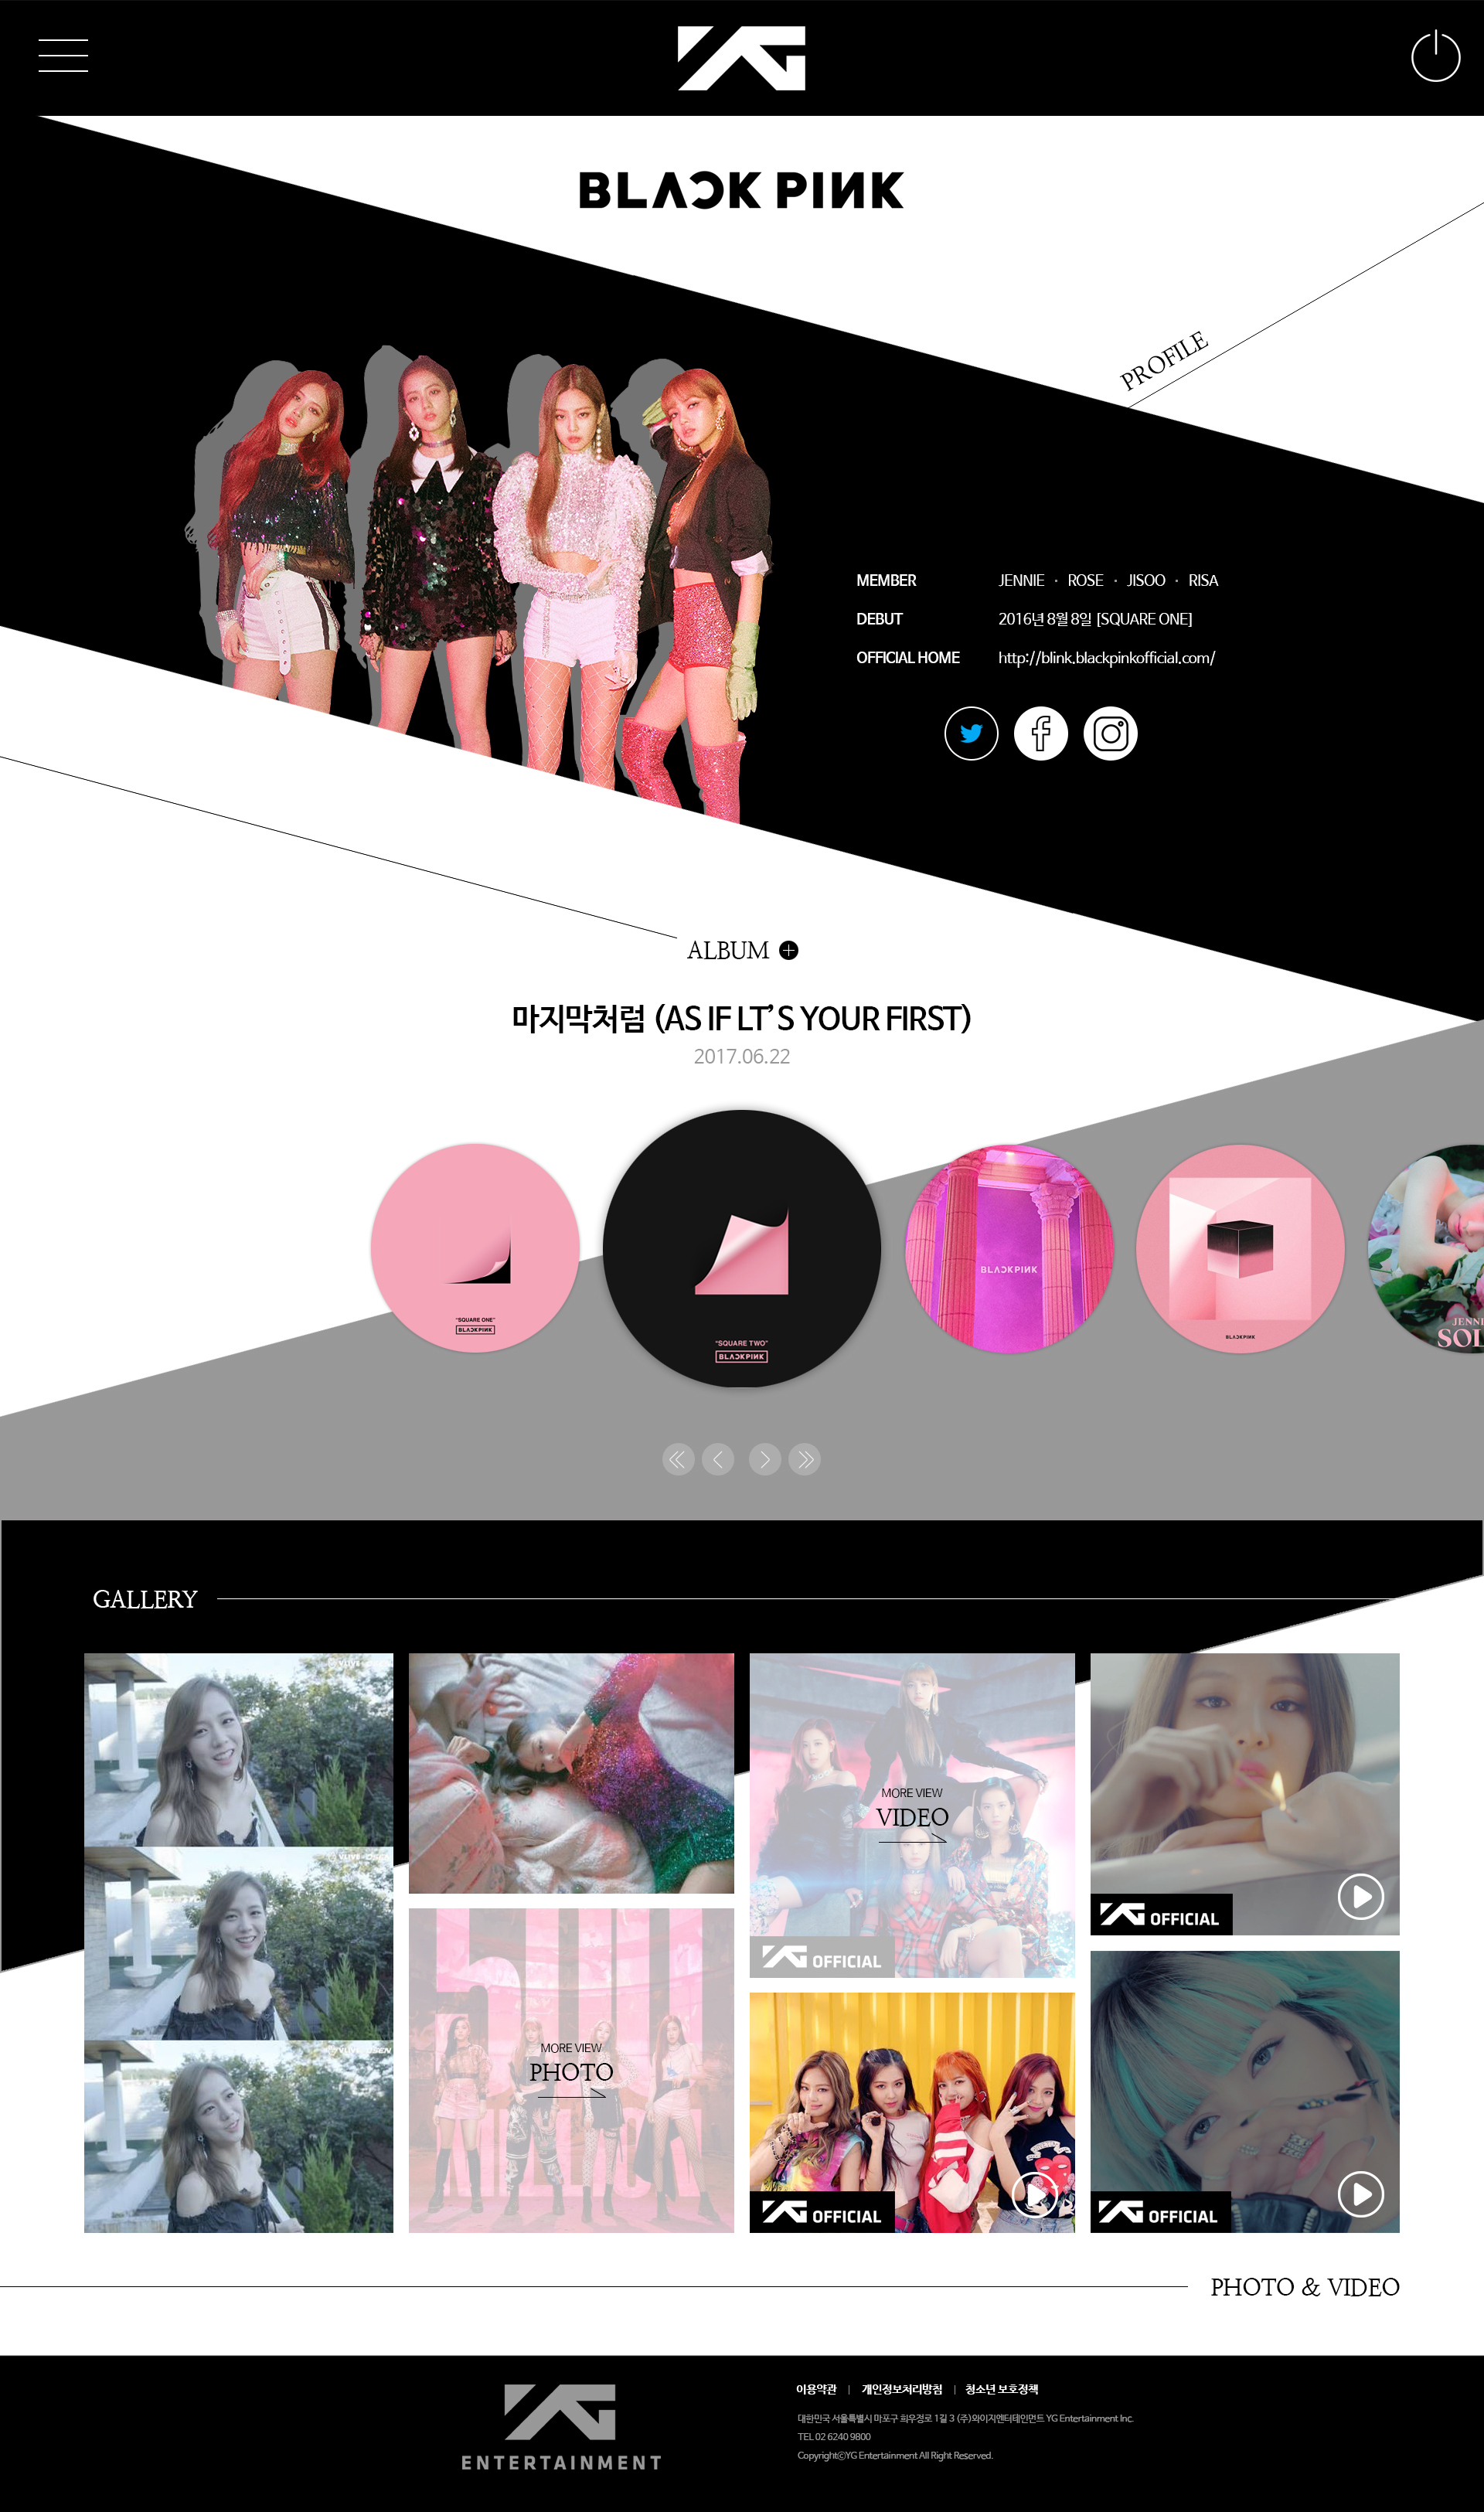 YG
BLACKPINK
PROFILE
MEMBER JENNIE · ROSE · JISOO · RISA
DEBUT 2016년 8월 8일 [SQUARE ONE]
OFFICIAL HOME http://blink.blackpinkofficial.com/
ALBUM
마지막처럼 (AS IF LT’S YOUR FIRST)
2017.06.22
"SQUARE ONE"
BLACKPINK
"SQUARE TWO"
BLACKPINK
BLACKPINK
BLACKPINK
GALLERY
MORE VIEW
VIDEO
YG OFFICIAL
YG OFFICIAL
MORE VIEW
PHOTO
YG OFFICIAL
YG OFFICIAL
PHOTO & VIDEO
YG
ENTERTAINMENT
이용약관 | 개인정보처리방침 | 청소년 보호정책
대한민국 서울특별시 마포구 희우정로 1길 3 (주)와이지엔터테인먼트 YG Entertainment Inc.
TEL 02 6240 9800
CopyrightⓒYG Entertainment All Right Reserved.